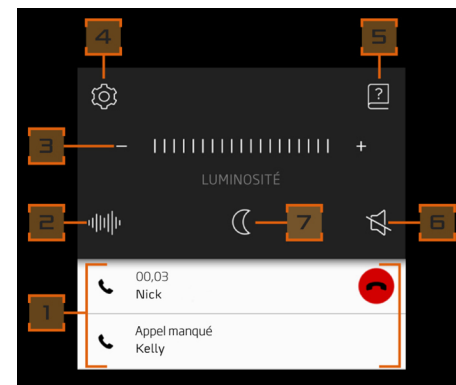 4
5
?
3
−
+
LUMINOSITÉ
2
7
6
1
00,03
Nick
Appel manqué
Kelly